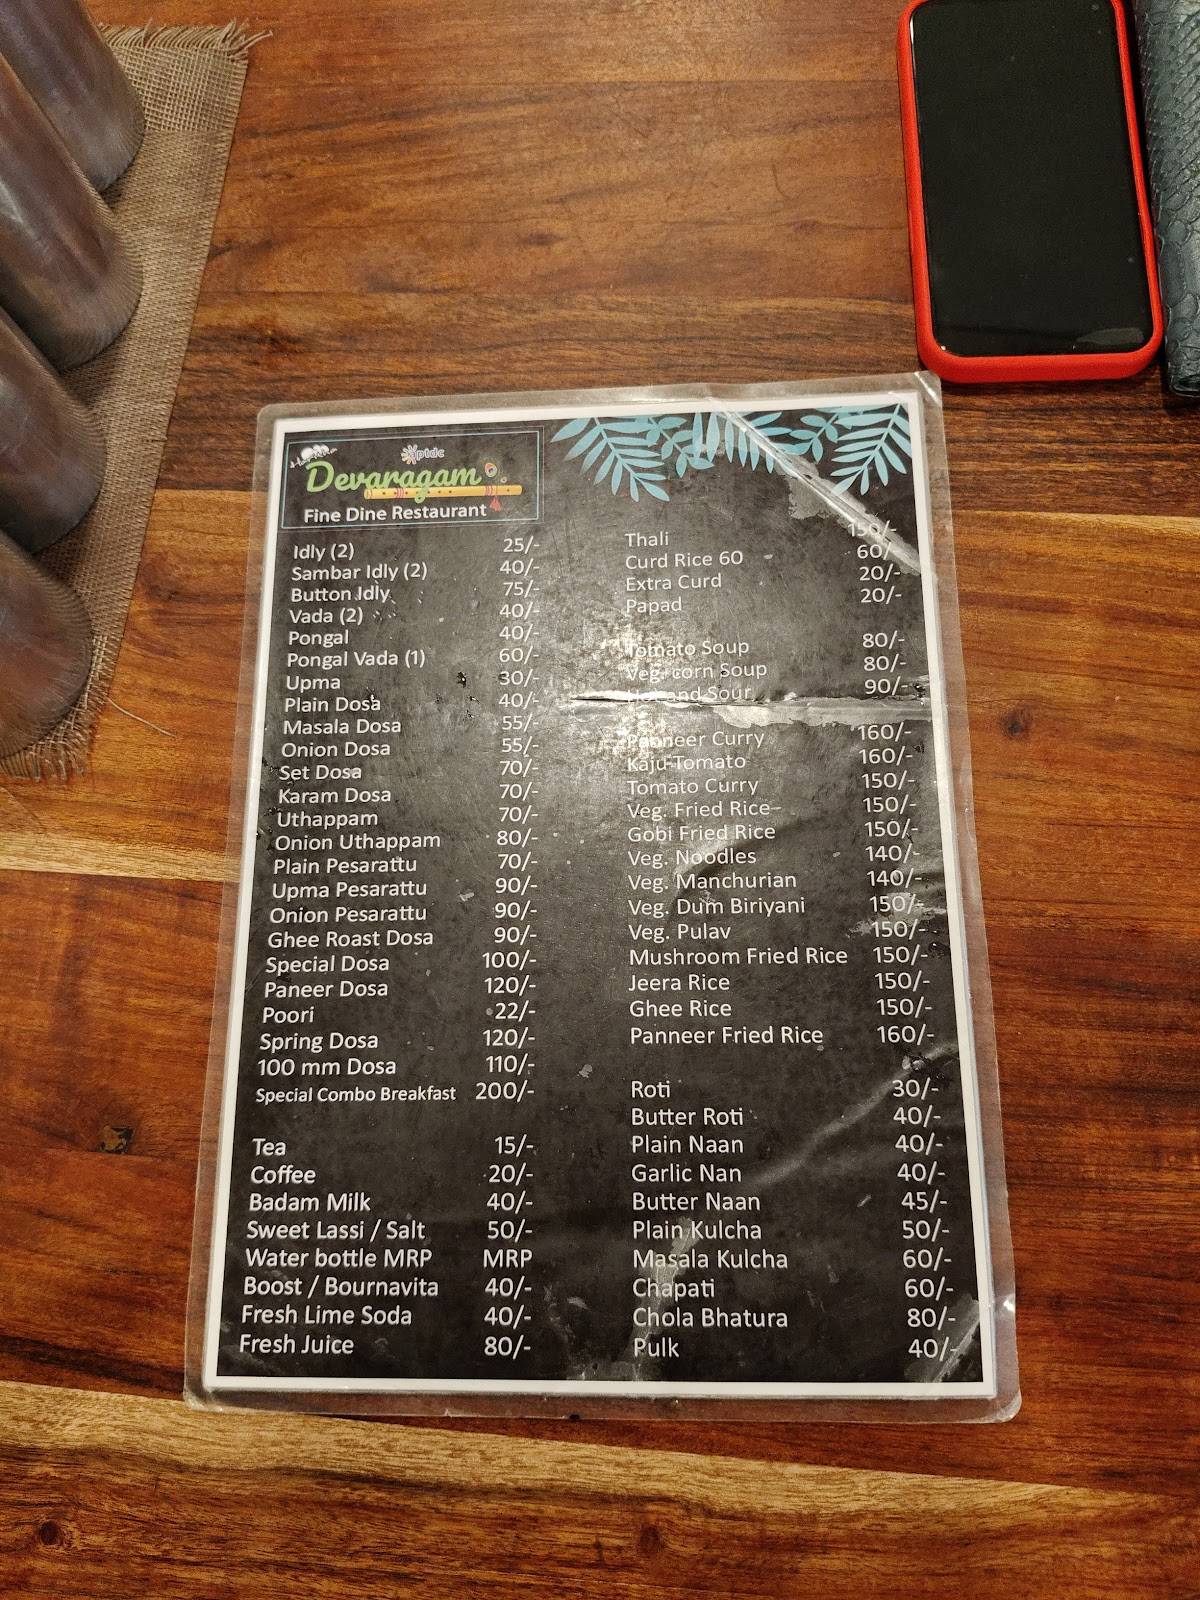 aptdc
Devaragam
Fine Dine Restaurant
Idly (2) 25/-
Sambar Idly (2) 40/-
Button Idly 75/-
Vada (2) 40/-
Pongal 40/-
Pongal Vada (1) 60/-
Upma 30/-
Plain Dosa 40/-
Masala Dosa 55/-
Onion Dosa 55/-
Set Dosa 70/-
Karam Dosa 70/-
Uthappam 70/-
Onion Uthappam 80/-
Plain Pesarattu 70/-
Upma Pesarattu 90/-
Onion Pesarattu 90/-
Ghee Roast Dosa 90/-
Special Dosa 100/-
Paneer Dosa 120/-
Poori 22/-
Spring Dosa 120/-
100 mm Dosa 110/-
Special Combo Breakfast 200/-
Tea 15/-
Coffee 20/-
Badam Milk 40/-
Sweet Lassi / Salt 50/-
Water bottle MRP MRP
Boost / Bournavita 40/-
Fresh Lime Soda 40/-
Fresh Juice 80/-
Thali 150/-
Curd Rice 60 60/-
Extra Curd 20/-
Papad 20/-
Tomato Soup 80/-
Veg. corn Soup 80/-
Hot and Sour 90/-
Panneer Curry 160/-
Kaju-Tomato 160/-
Tomato Curry 150/-
Veg. Fried Rice 150/-
Gobi Fried Rice 150/-
Veg. Noodles 140/-
Veg. Manchurian 140/-
Veg. Dum Biriyani 150/-
Veg. Pulav 150/-
Mushroom Fried Rice 150/-
Jeera Rice 150/-
Ghee Rice 150/-
Panneer Fried Rice 160/-
Roti 30/-
Butter Roti 40/-
Plain Naan 40/-
Garlic Nan 40/-
Butter Naan 45/-
Plain Kulcha 50/-
Masala Kulcha 60/-
Chapati 60/-
Chola Bhatura 80/-
Pulk 40/-